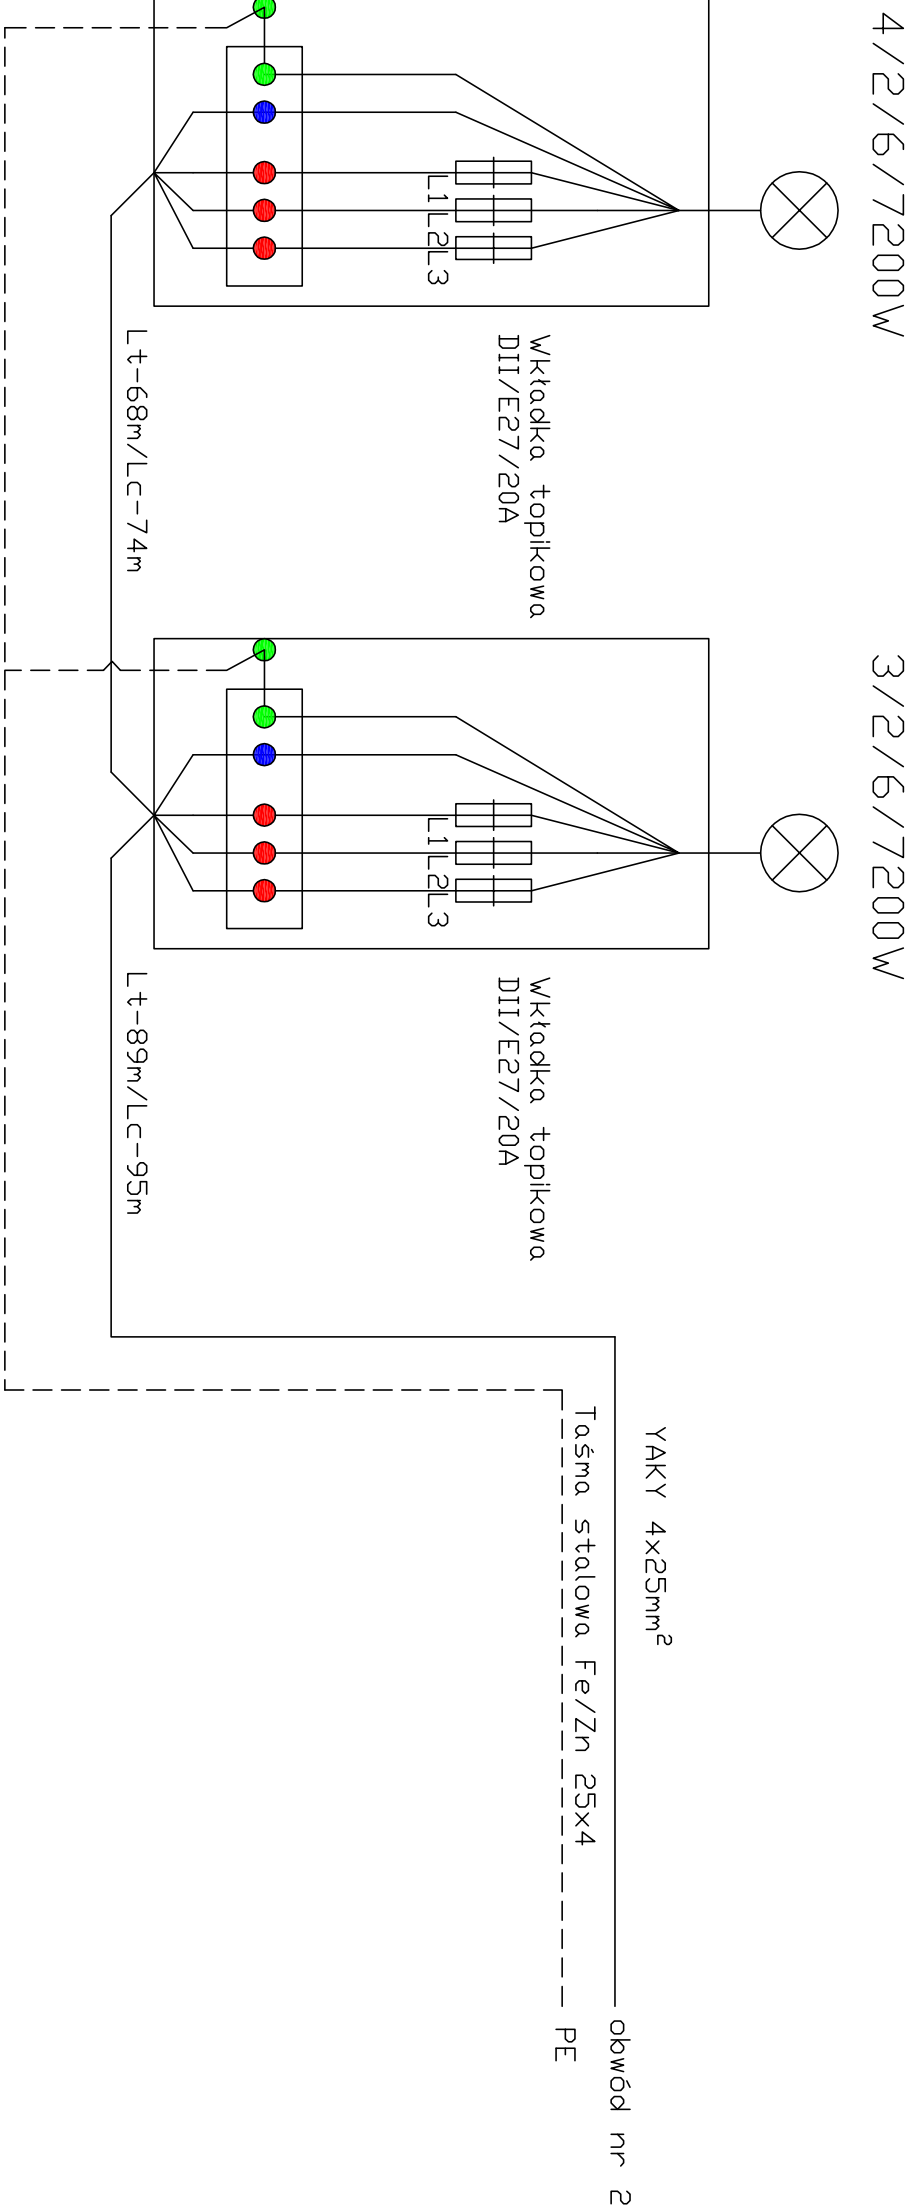 4/2/6/7200W
L1
L2
L3
Wkładka topikowa
DII/E27/20A
Lt-68m/Lc-74m
3/2/6/7200W
L1
L2
L3
Wkładka topikowa
DII/E27/20A
Lt-89m/Lc-95m
YAKY 4x25mm²
obwód nr 2
Taśma stalowa Fe/Zn 25x4
PE